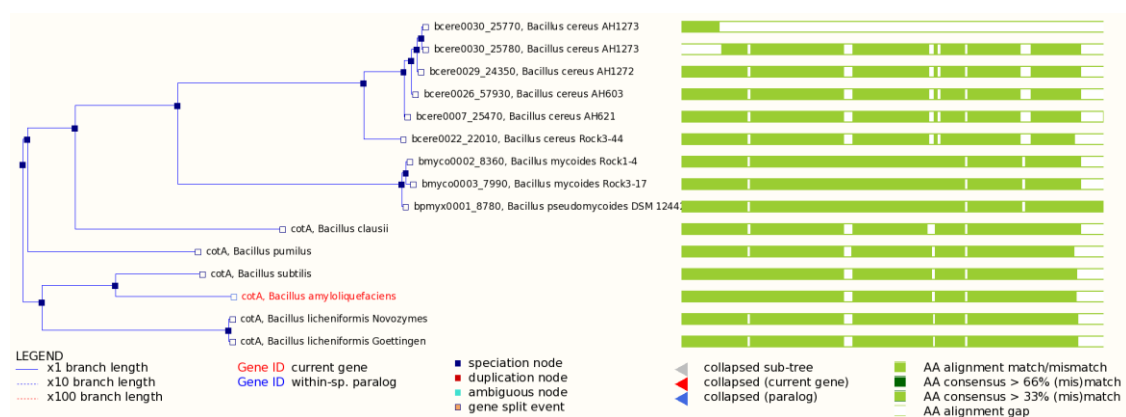 bcere0030_25770, Bacillus cereus AH1273
bcere0030_25780, Bacillus cereus AH1273
bcere0029_24350, Bacillus cereus AH1272
bcere0026_57930, Bacillus cereus AH603
bcere0007_25470, Bacillus cereus AH621
bcere0022_22010, Bacillus cereus Rock3-44
bmyco0002_8360, Bacillus mycoides Rock1-4
bmyco0003_7990, Bacillus mycoides Rock3-17
bpmyx0001_8780, Bacillus pseudomycoides DSM
cotA, Bacillus clausii
cotA, Bacillus pumilus
cotA, Bacillus subtilis
cotA, Bacillus amyloliquefaciens
cotA, Bacillus licheniformis Novozymes
cotA, Bacillus licheniformis Goettingen
LEGEND
x1 branch length
x10 branch length
x100 branch length
Gene ID current gene
Gene ID within-sp. paralog
speciation node
duplication node
ambiguous node
gene split event
collapsed sub-tree
collapsed (current gene)
collapsed (paralog)
AA alignment match/mismatch
AA consensus > 66% (mis)match
AA consensus > 33% (mis)match
AA alignment gap